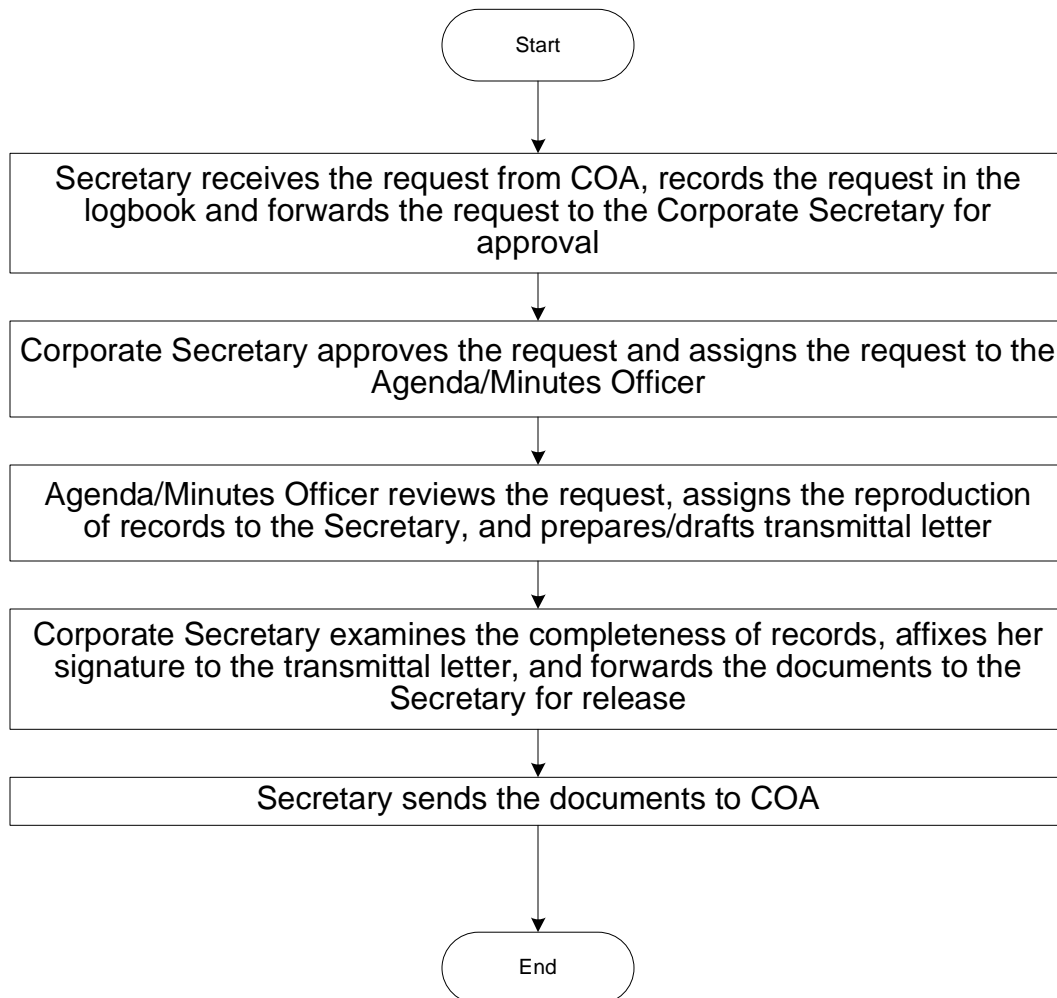 Start
Secretary receives the request from COA, records the request in the
logbook and forwards the request to the Corporate Secretary for
approval
Corporate Secretary approves the request and assigns the request to the
Agenda/Minutes Officer
Agenda/Minutes Officer reviews the request, assigns the reproduction
of records to the Secretary, and prepares/drafts transmittal letter
Corporate Secretary examines the completeness of records, affixes her
signature to the transmittal letter, and forwards the documents to the
Secretary for release
Secretary sends the documents to COA
End